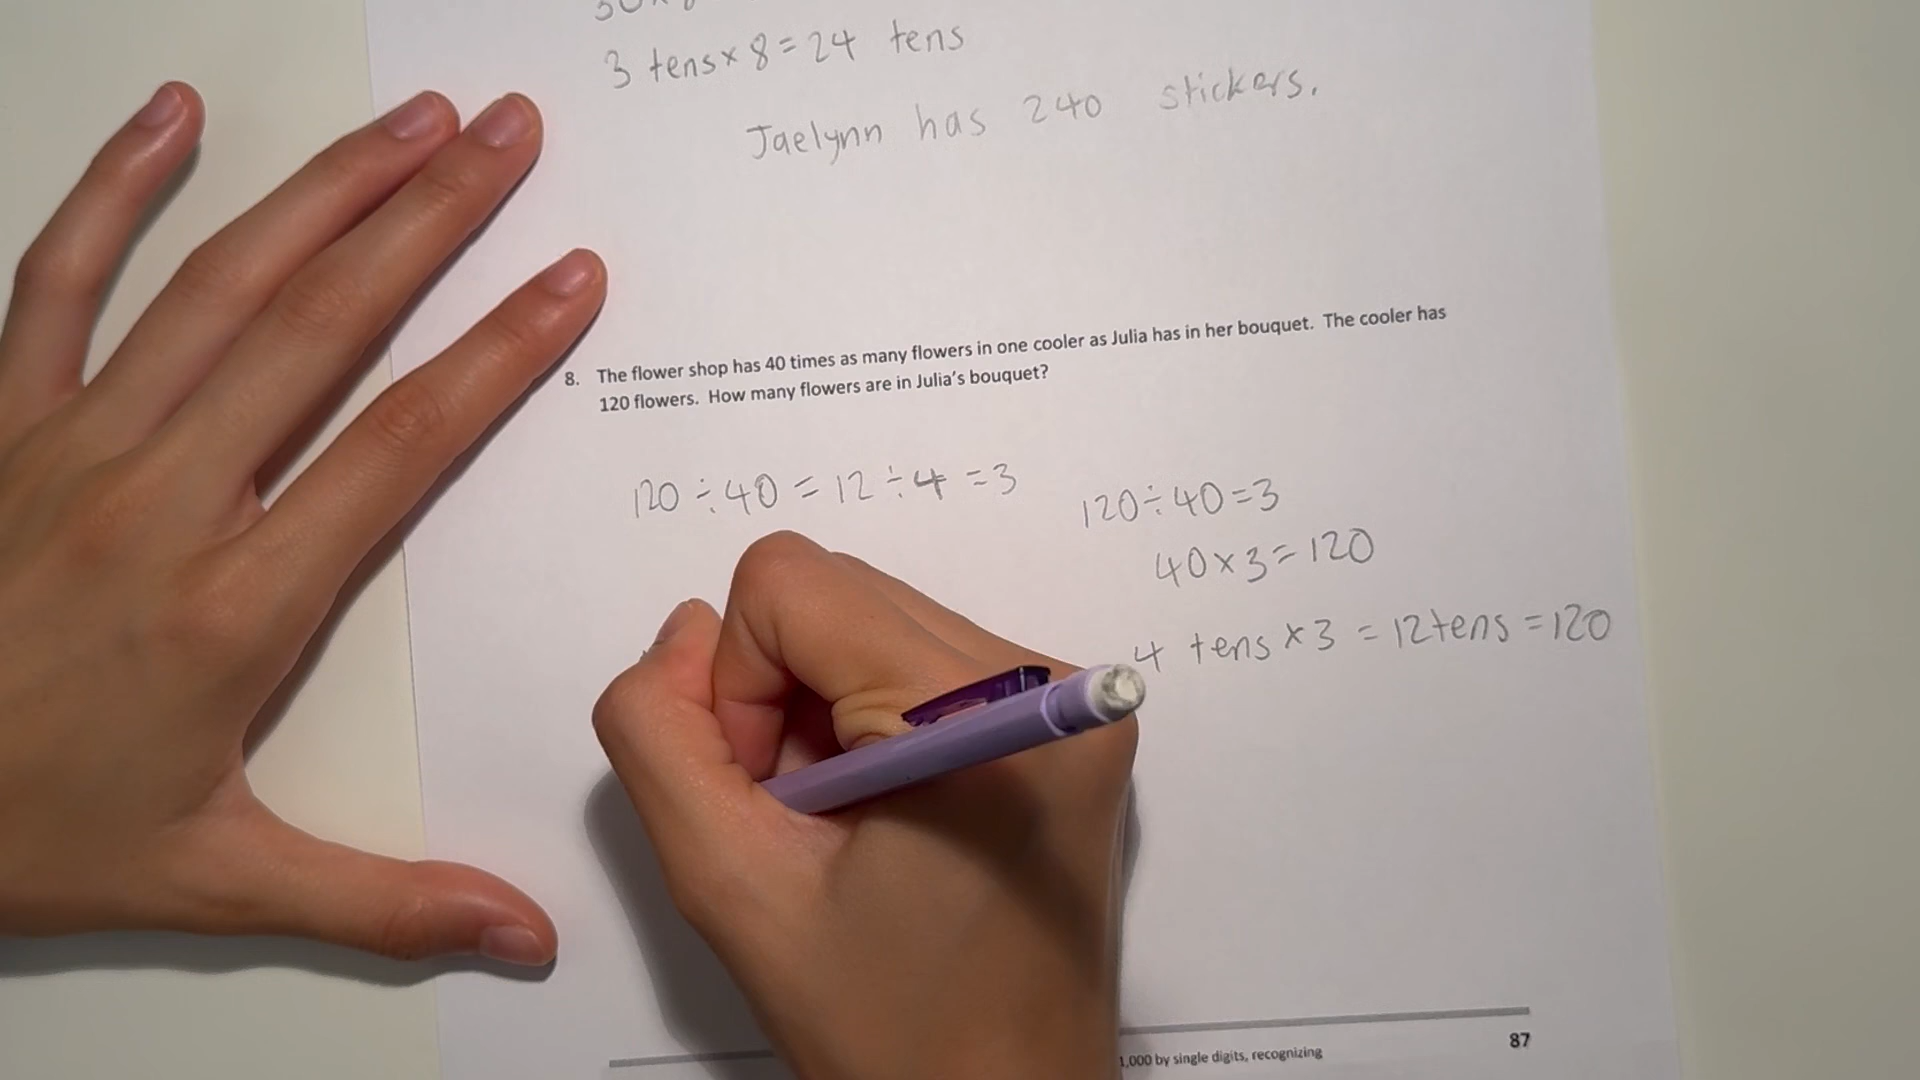 3 tens × 8 = 24 tens
Jaelynn has 240 stickers.
8. The flower shop has 40 times as many flowers in one cooler as Julia has in her bouquet. The cooler has
120 flowers. How many flowers are in Julia's bouquet?
120 ÷ 40 = 12 ÷ 4 = 3
120 ÷ 40 = 3
40 × 3 = 120
4 tens × 3 = 12 tens = 120
87
1,000 by single digits, recognizing